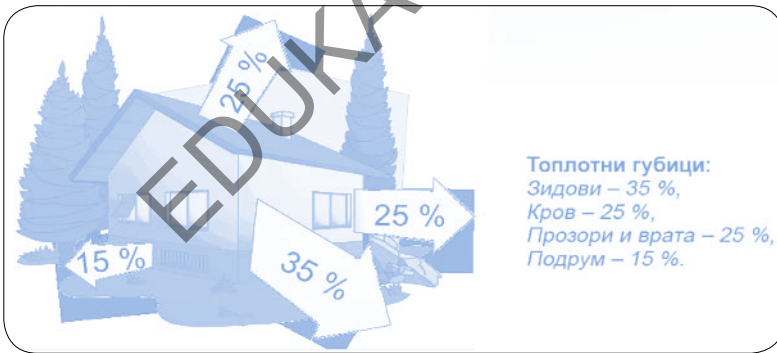 EDUKA
25 %
25 %
15 %
35 %
Топлотни губици:
Зидови – 35 %,
Кров – 25 %,
Прозори и врата – 25 %,
Подрум – 15 %.